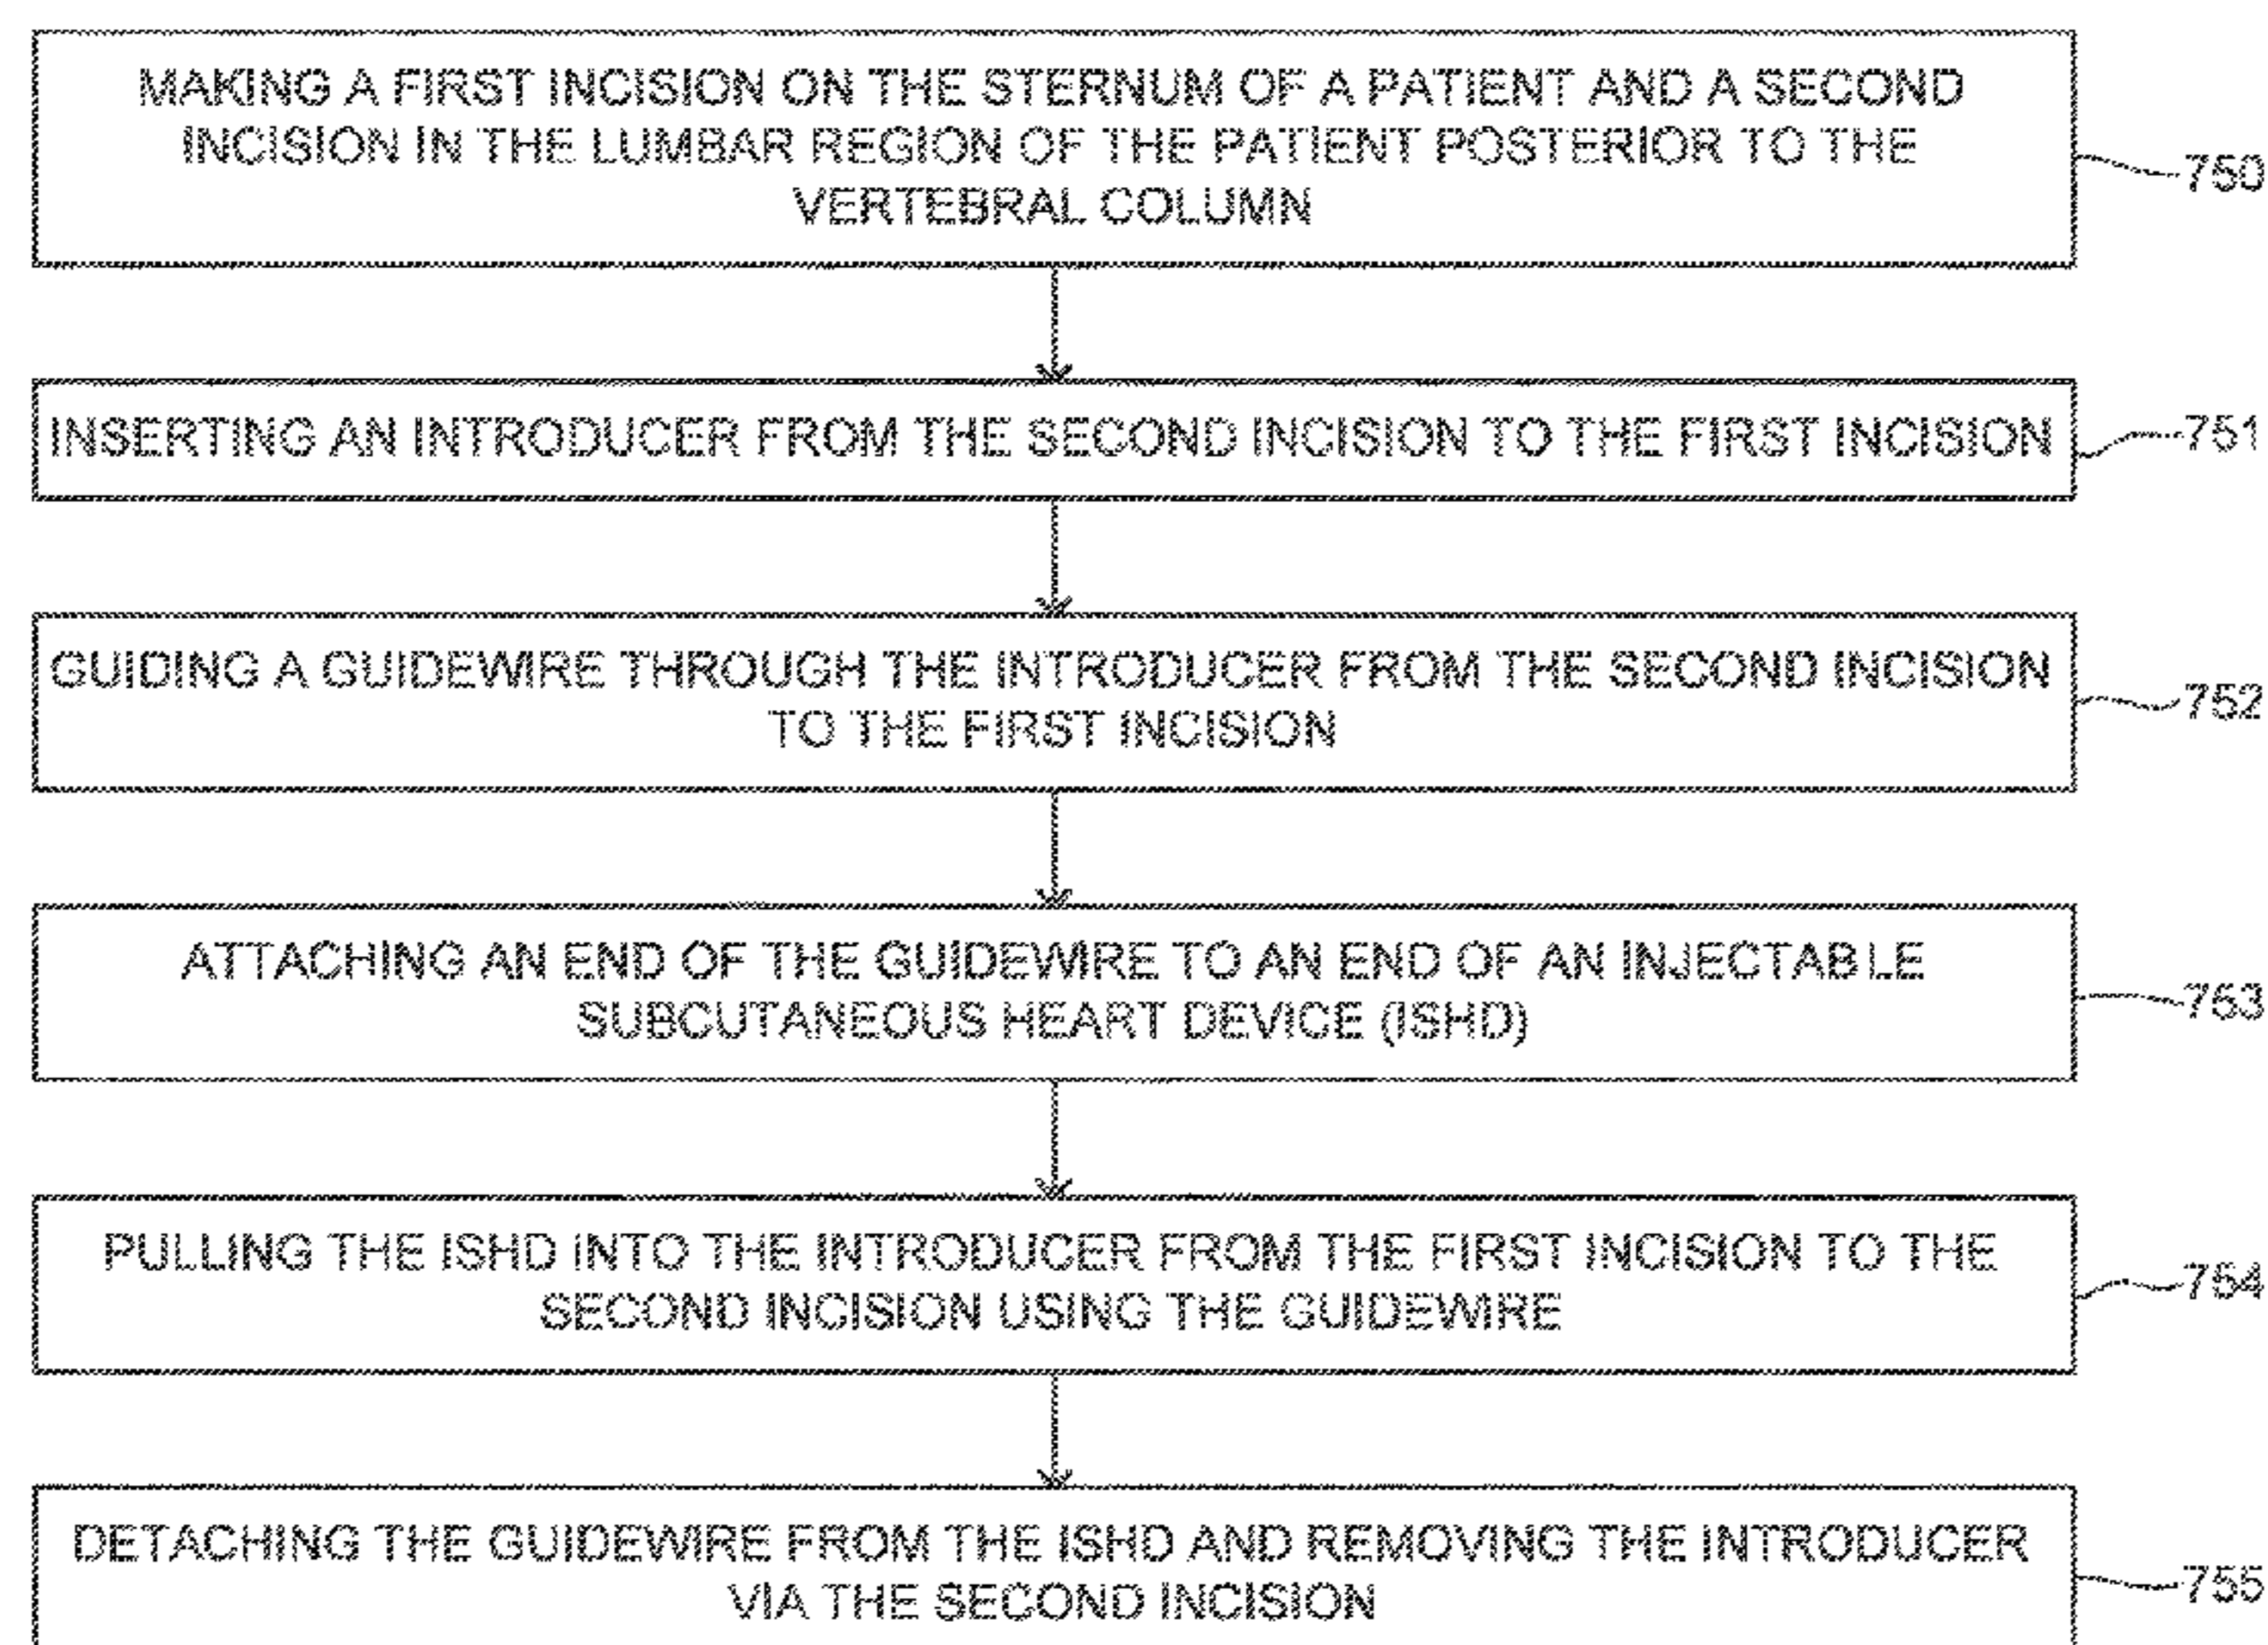 MAKING A FIRST INCISION ON THE STERNUM OF A PATIENT AND A SECOND
INCISION IN THE LUMBAR REGION OF THE PATIENT POSTERIOR TO THE
VERTEBRAL COLUMN
750
INSERTING AN INTRODUCER FROM THE SECOND INCISION TO THE FIRST INCISION
751
GUIDING A GUIDEWIRE THROUGH THE INTRODUCER FROM THE SECOND INCISION
TO THE FIRST INCISION
752
ATTACHING AN END OF THE GUIDEWIRE TO AN END OF AN INJECTABLE
SUBCUTANEOUS HEART DEVICE (ISHD)
753
PULLING THE ISHD INTO THE INTRODUCER FROM THE FIRST INCISION TO THE
SECOND INCISION USING THE GUIDEWIRE
754
DETACHING THE GUIDEWIRE FROM THE ISHD AND REMOVING THE INTRODUCER
VIA THE SECOND INCISION
755